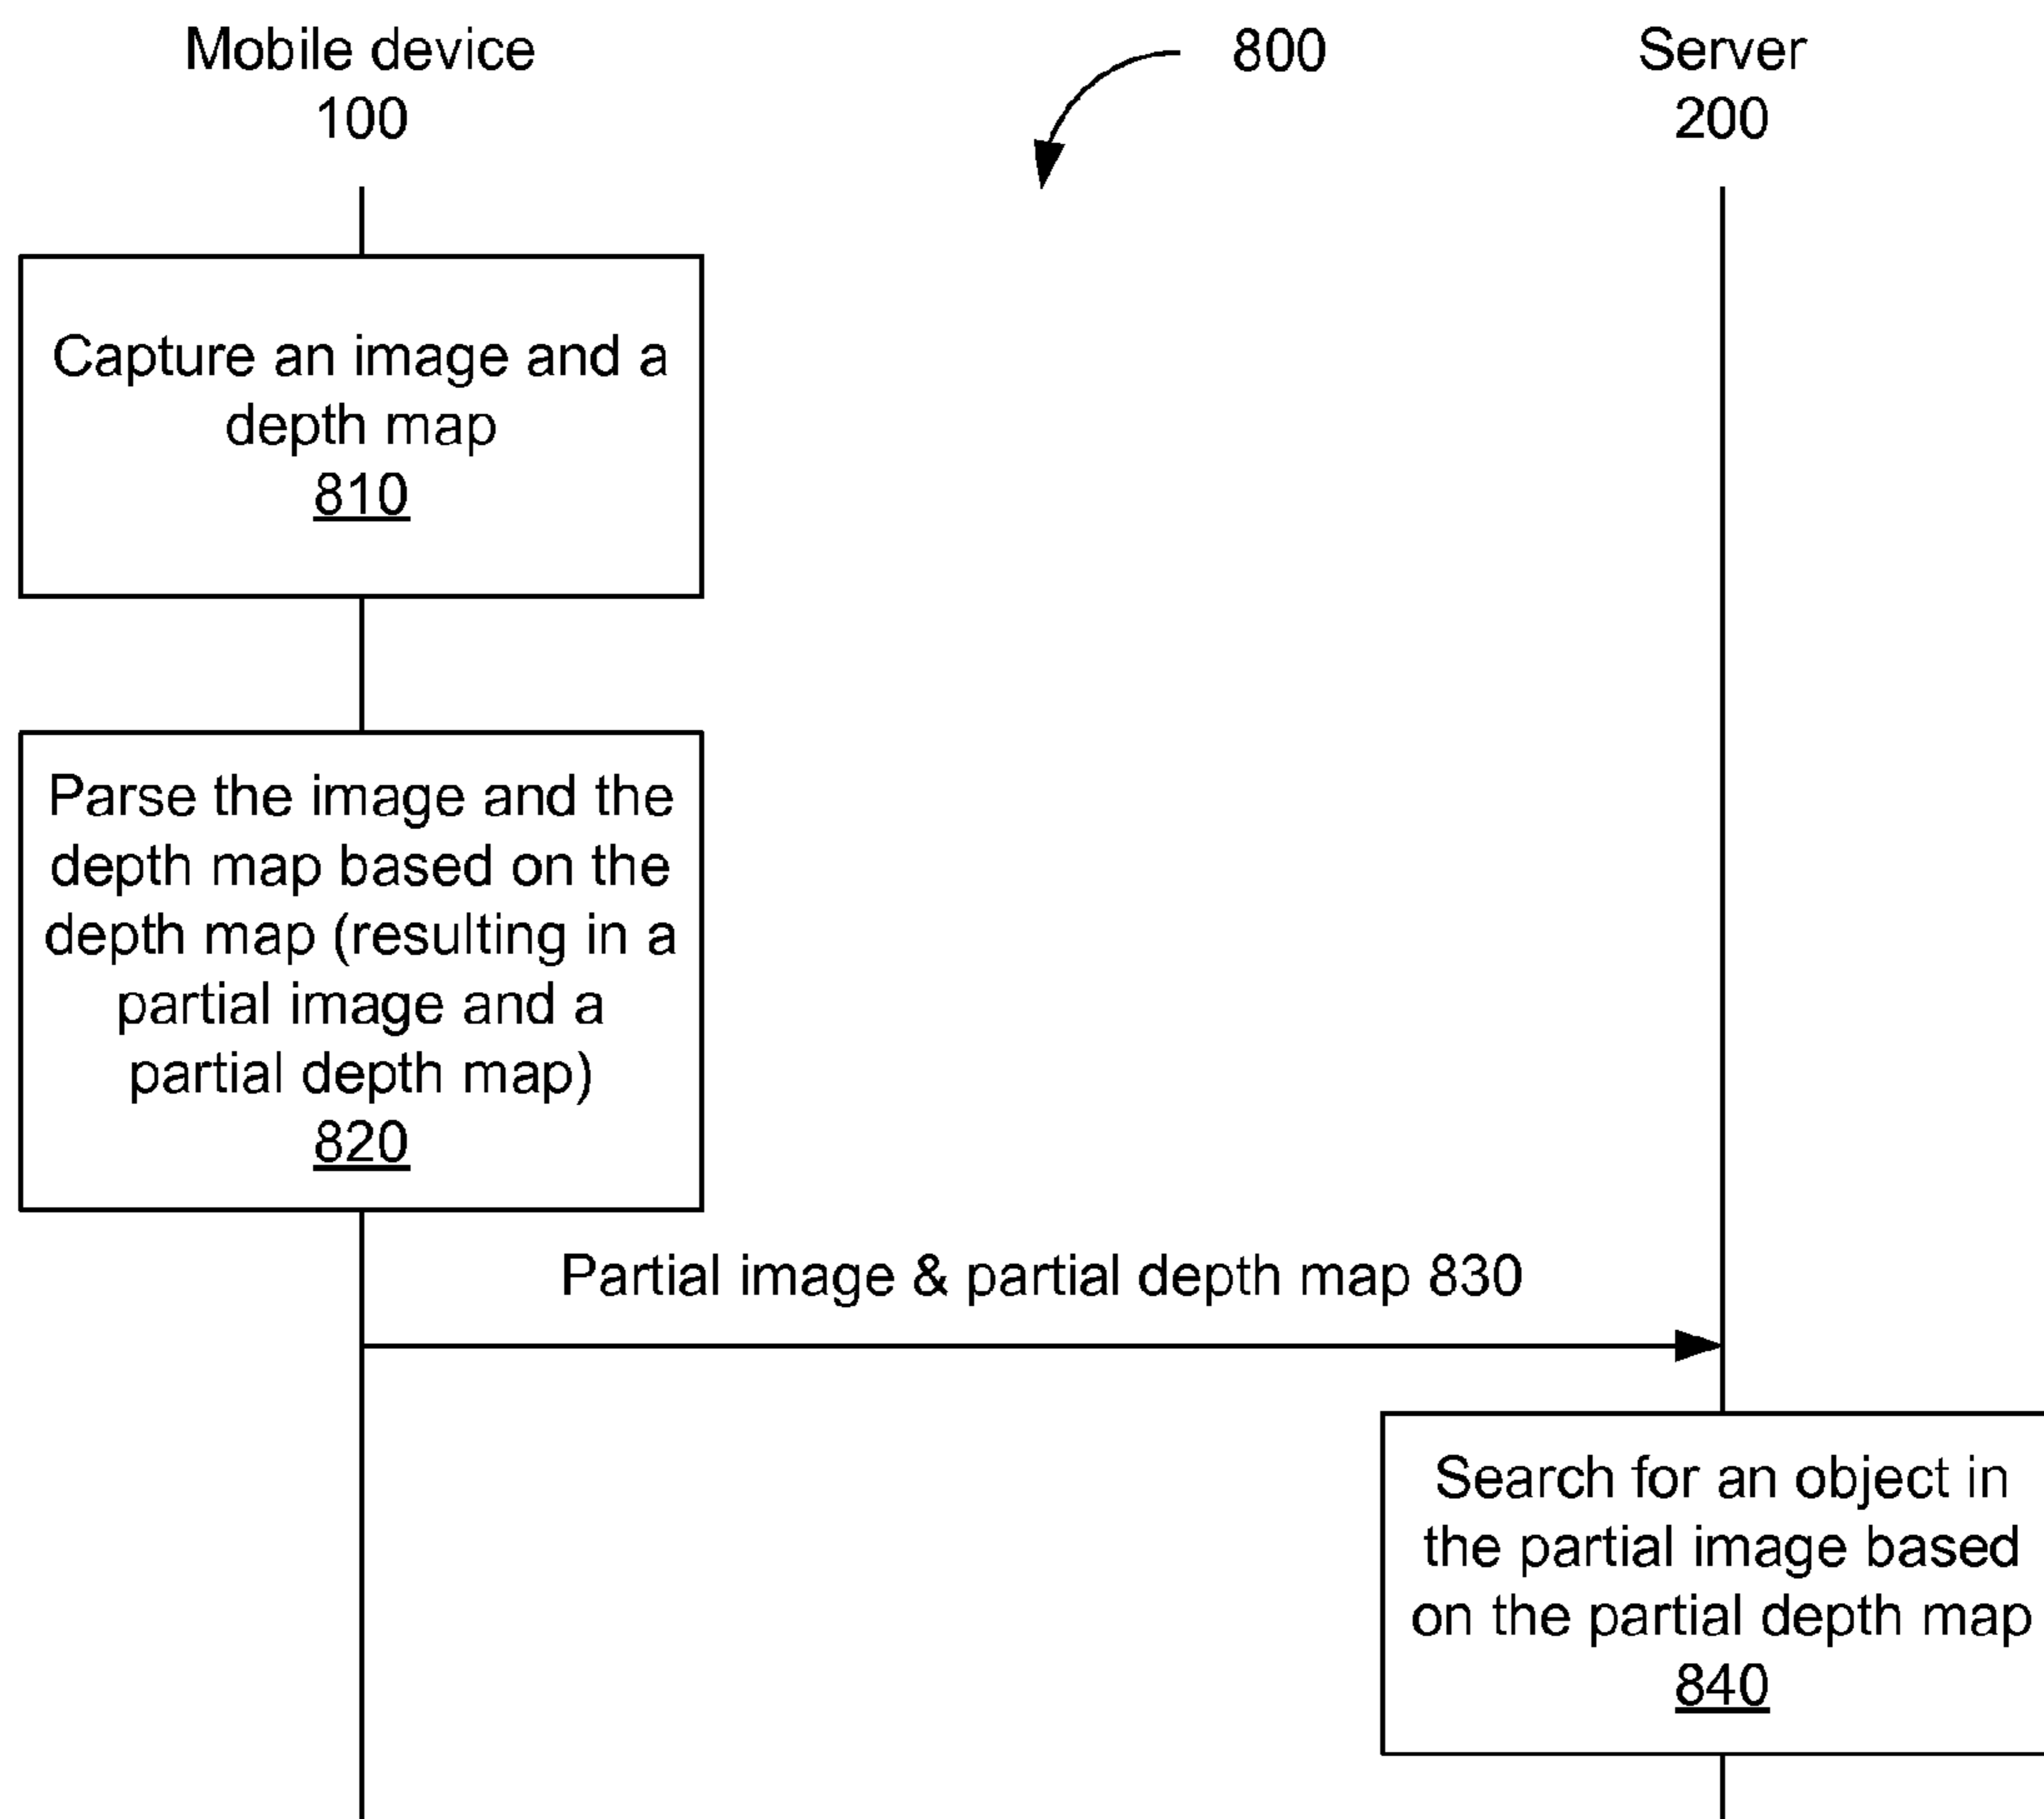 Mobile device
100
800
Server
200
Capture an image and a
depth map
810
Parse the image and the
depth map based on the
depth map (resulting in a
partial image and a
partial depth map)
820
Partial image & partial depth map 830
Search for an object in
the partial image based
on the partial depth map
840